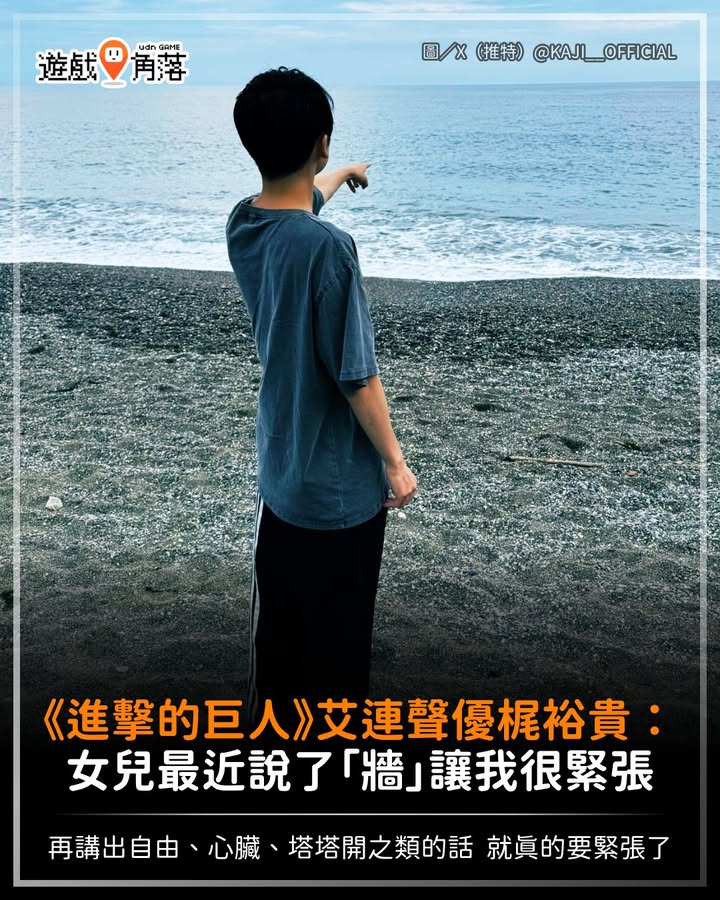 udn GAME
遊戲角落
圖／X（推特）@KAJI__OFFICIAL
《進擊的巨人》艾連聲優梶裕貴：
女兒最近說了「牆」讓我很緊張
再講出自由、心臟、塔塔開之類的話 就真的要緊張了